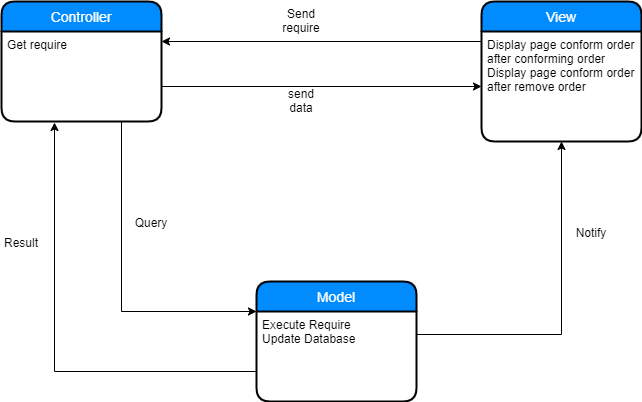 Controller
Get require
Send
require
View
Display page conform order
after conforming order
Display page conform order
after remove order
send
data
Result
Query
Notify
Model
Execute Require
Update Database